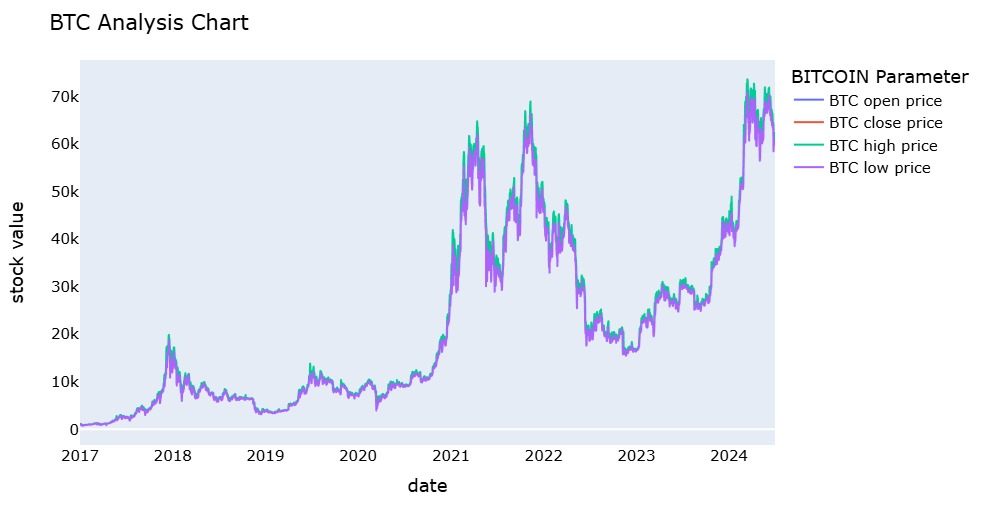 BTC Analysis Chart
BITCOIN Parameter
BTC open price
BTC close price
BTC high price
BTC low price
stock value
70k
60k
50k
40k
30k
20k
10k
0
2017 2018 2019 2020 2021 2022 2023 2024
date